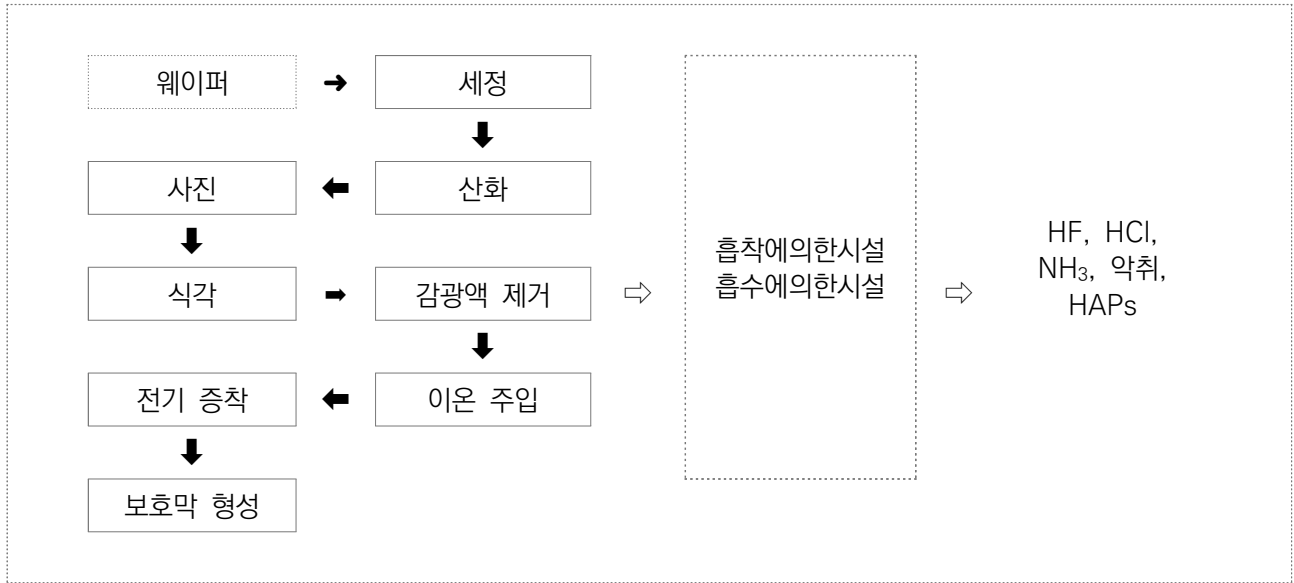 웨이퍼
세정
사진
산화
식각
감광액 제거
전기 증착
이온 주입
보호막 형성
흡착에의한시설
흡수에의한시설
HF, HCl,
NH₃, 악취,
HAPs